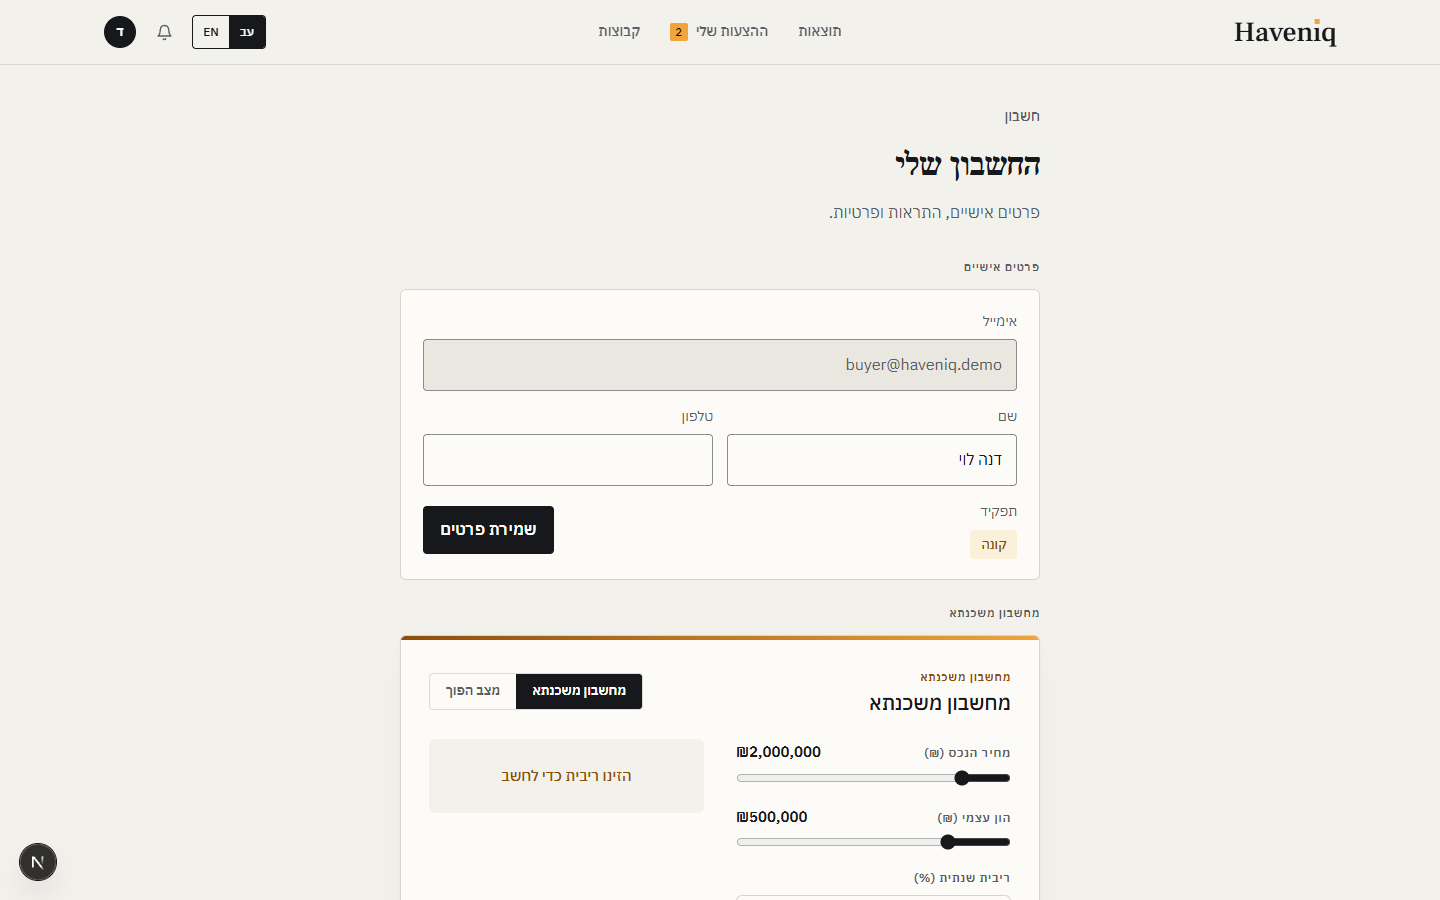 Haveniq
תוצאות
ההצעות שלי 2
קבוצות
עב EN
ד
חשבון
החשבון שלי
פרטים אישיים, התראות ופרטיות.
פרטים אישיים
אימייל
buyer@haveniq.demo
שם
טלפון
דנה לוי
תפקיד
קונה
שמירת פרטים
מחשבון משכנתא
מחשבון משכנתא
מחשבון משכנתא
מחשבון משכנתא
מצב הפוך
מחיר הנכס (₪)
₪2,000,000
הזינו ריבית כדי לחשב
הון עצמי (₪)
₪500,000
ריבית שנתית (%)
N